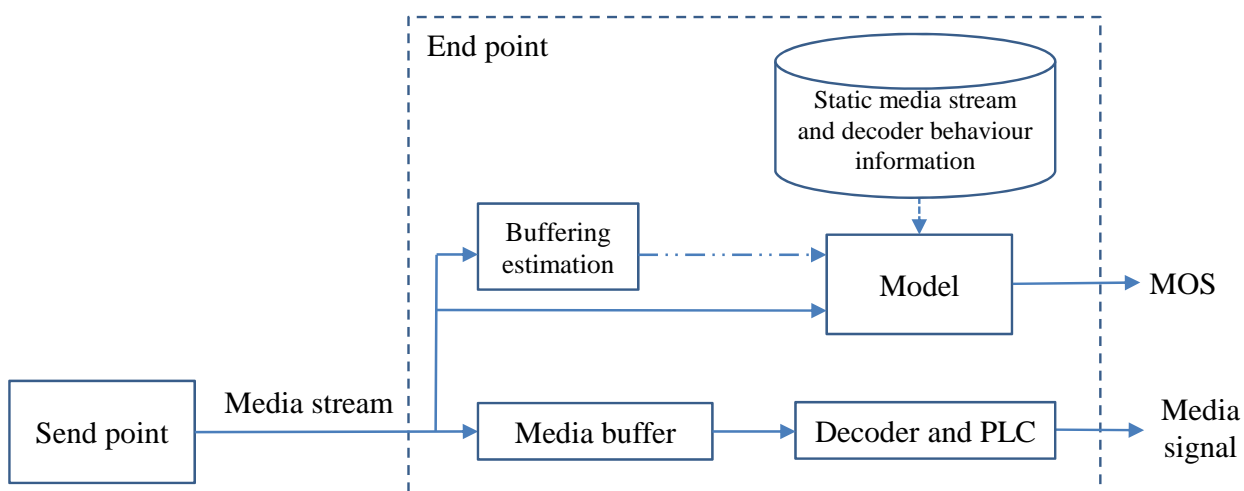 End point
Static media stream
and decoder behaviour
information
Buffering
estimation
Model
MOS
Send point
Media stream
Media buffer
Decoder and PLC
Media
signal